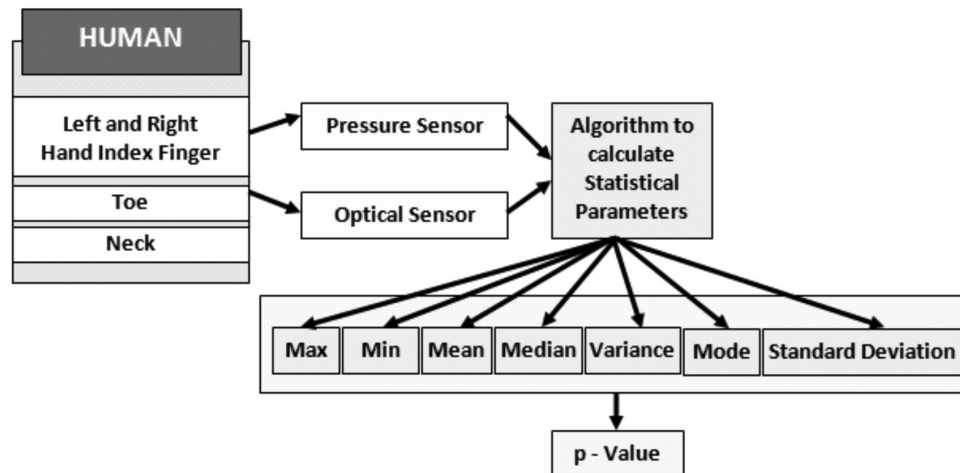 HUMAN
Left and Right
Hand Index Finger
Toe
Neck
Pressure Sensor
Optical Sensor
Algorithm to
calculate
Statistical
Parameters
Max
Min
Mean
Median
Variance
Mode
Standard Deviation
p - Value